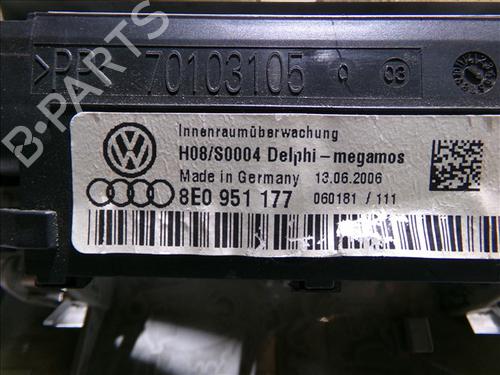 >PP 70103105
03
Innenraumüberwachung
H08/S0004 Delphi-megamos
Made in Germany 13.06.2006
8E0 951 177 060181 / 111
B-PARTS